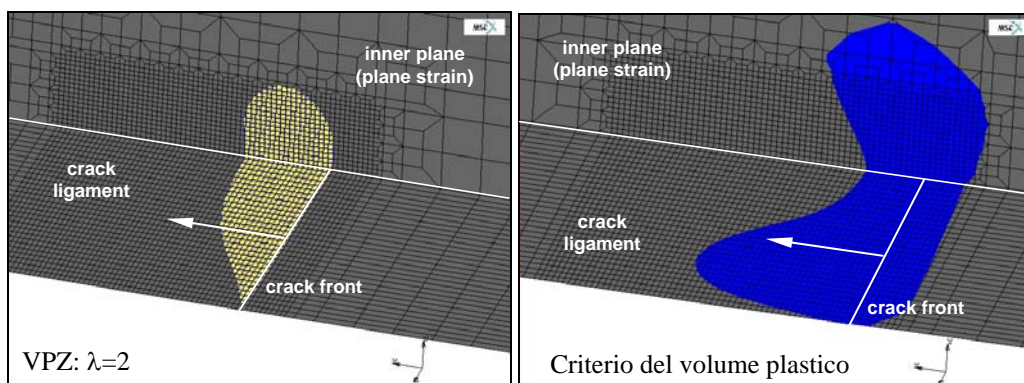 inner plane
(plane strain)
crack
ligament
crack front
VPZ: λ=2
inner plane
(plane strain)
crack
ligament
crack front
Criterio del volume plastico